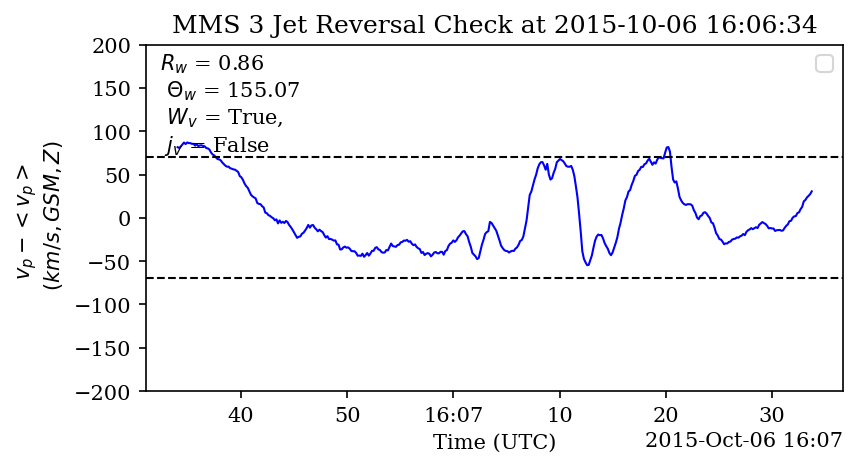 MMS 3 Jet Reversal Check at 2015-10-06 16:06:34
R_w = 0.86
Θ_w = 155.07
W_v = True,
j_v = False
v_p − < v_p >
(km/s, GSM, Z)
200
150
100
50
0
−50
−100
−150
−200
40 50 16:07 10 20 30
Time (UTC)
2015-Oct-06 16:07